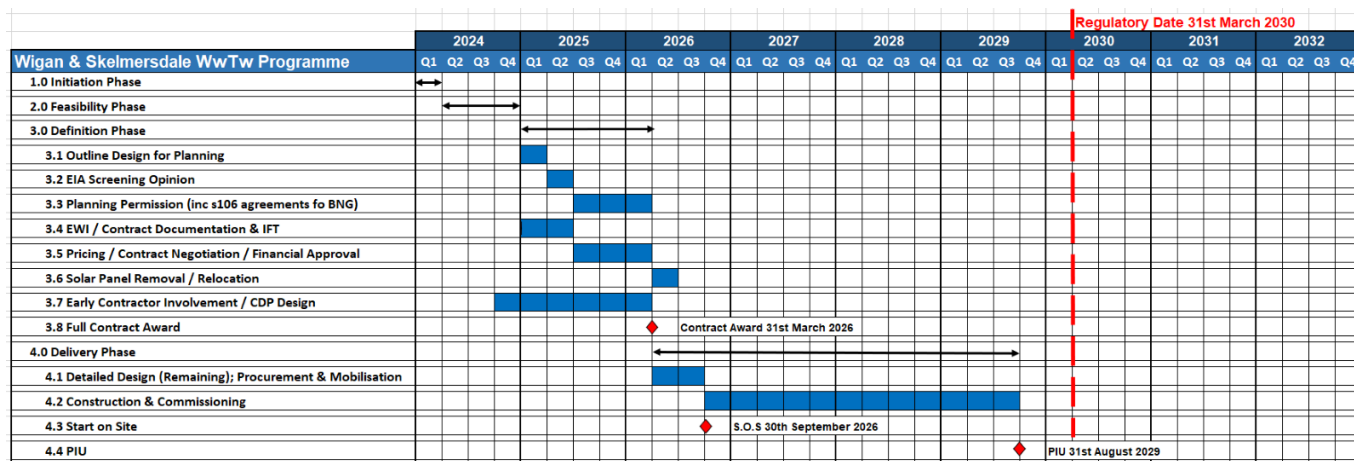 Regulatory Date 31st March 2030
2024 2025 2026 2027 2028 2029 2030 2031 2032
Wigan & Skelmersdale WwTw Programme Q1 Q2 Q3 Q4 Q1 Q2 Q3 Q4 Q1 Q2 Q3 Q4 Q1 Q2 Q3 Q4 Q1 Q2 Q3 Q4 Q1 Q2 Q3 Q4 Q1 Q2 Q3 Q4 Q1 Q2 Q3 Q4 Q1 Q2 Q3 Q4
1.0 Initiation Phase
2.0 Feasibility Phase
3.0 Definition Phase
3.1 Outline Design for Planning
3.2 EIA Screening Opinion
3.3 Planning Permission (inc s106 agreements fo BNG)
3.4 EWI / Contract Documentation & IFT
3.5 Pricing / Contract Negotiation / Financial Approval
3.6 Solar Panel Removal / Relocation
3.7 Early Contractor Involvement / CDP Design
3.8 Full Contract Award Contract Award 31st March 2026
4.0 Delivery Phase
4.1 Detailed Design (Remaining); Procurement & Mobilisation
4.2 Construction & Commissioning
4.3 Start on Site S.O.S 30th September 2026
4.4 PIU PIU 31st August 2029